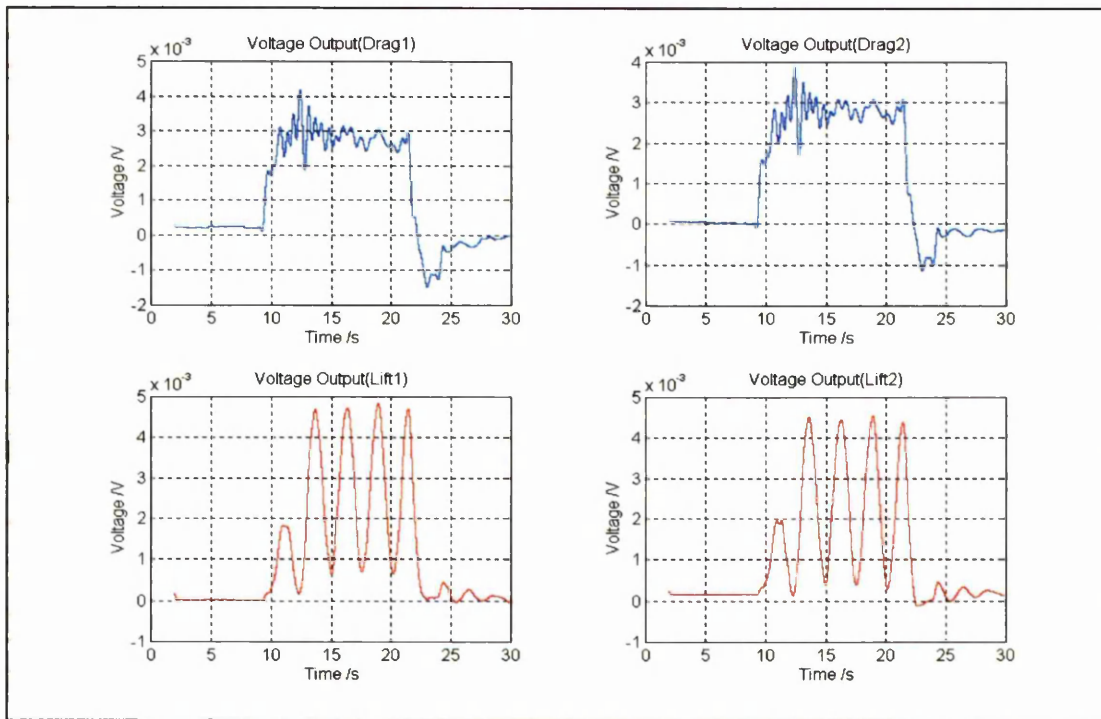 Voltage Output(Drag1)
x 10⁻³
5
4
3
2
1
0
-1
-2
Voltage /V
0 5 10 15 20 25 30
Time /s
Voltage Output(Drag2)
x 10⁻³
4
3
2
1
0
-1
-2
Voltage /V
0 5 10 15 20 25 30
Time /s
Voltage Output(Lift1)
x 10⁻³
5
4
3
2
1
0
-1
Voltage /V
0 5 10 15 20 25 30
Time /s
Voltage Output(Lift2)
x 10⁻³
5
4
3
2
1
0
-1
Voltage /V
0 5 10 15 20 25 30
Time /s